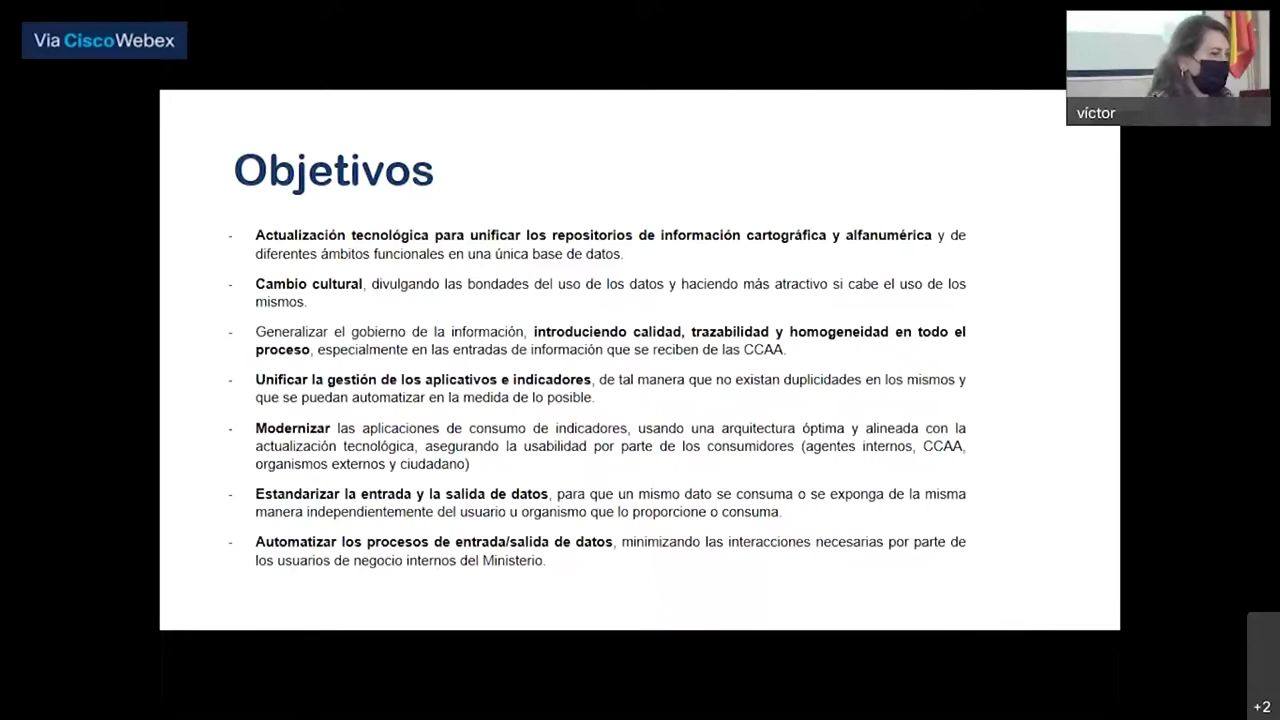 Via CiscoWebex
víctor
Objetivos
- Actualización tecnológica para unificar los repositorios de información cartográfica y alfanumérica y de
diferentes ámbitos funcionales en una única base de datos.
- Cambio cultural, divulgando las bondades del uso de los datos y haciendo más atractivo si cabe el uso de los
mismos.
- Generalizar el gobierno de la información, introduciendo calidad, trazabilidad y homogeneidad en todo el
proceso, especialmente en las entradas de información que se reciben de las CCAA.
- Unificar la gestión de los aplicativos e indicadores, de tal manera que no existan duplicidades en los mismos y
que se puedan automatizar en la medida de lo posible.
- Modernizar las aplicaciones de consumo de indicadores, usando una arquitectura óptima y alineada con la
actualización tecnológica, asegurando la usabilidad por parte de los consumidores (agentes internos, CCAA,
organismos externos y ciudadano)
- Estandarizar la entrada y la salida de datos, para que un mismo dato se consuma o se exponga de la misma
manera independientemente del usuario u organismo que lo proporcione o consuma.
- Automatizar los procesos de entrada/salida de datos, minimizando las interacciones necesarias por parte de
los usuarios de negocio internos del Ministerio.
+2